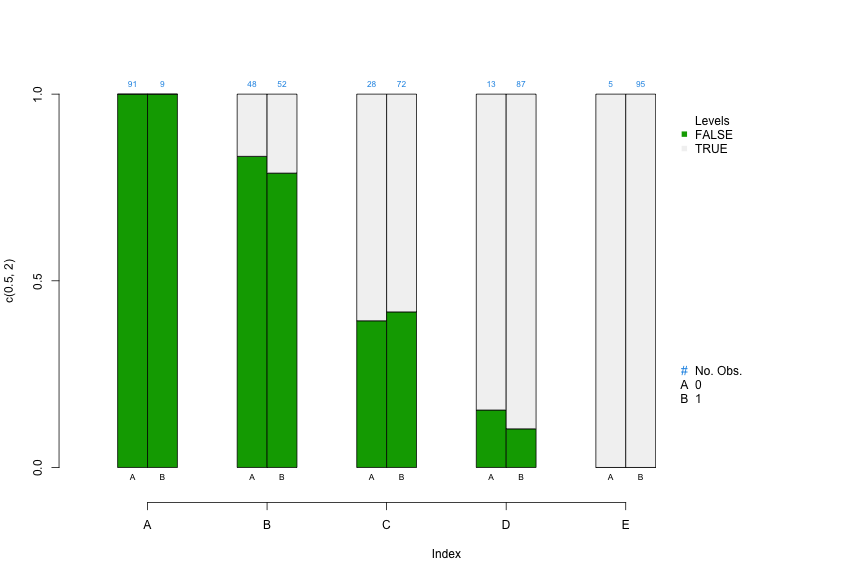 91 9 48 52 28 72 13 87 5 95
1.0
Levels
FALSE
TRUE
0.5
c(0.5, 2)
# No. Obs.
A 0
B 1
0.0
A B A B A B A B A B
A B C D E
Index